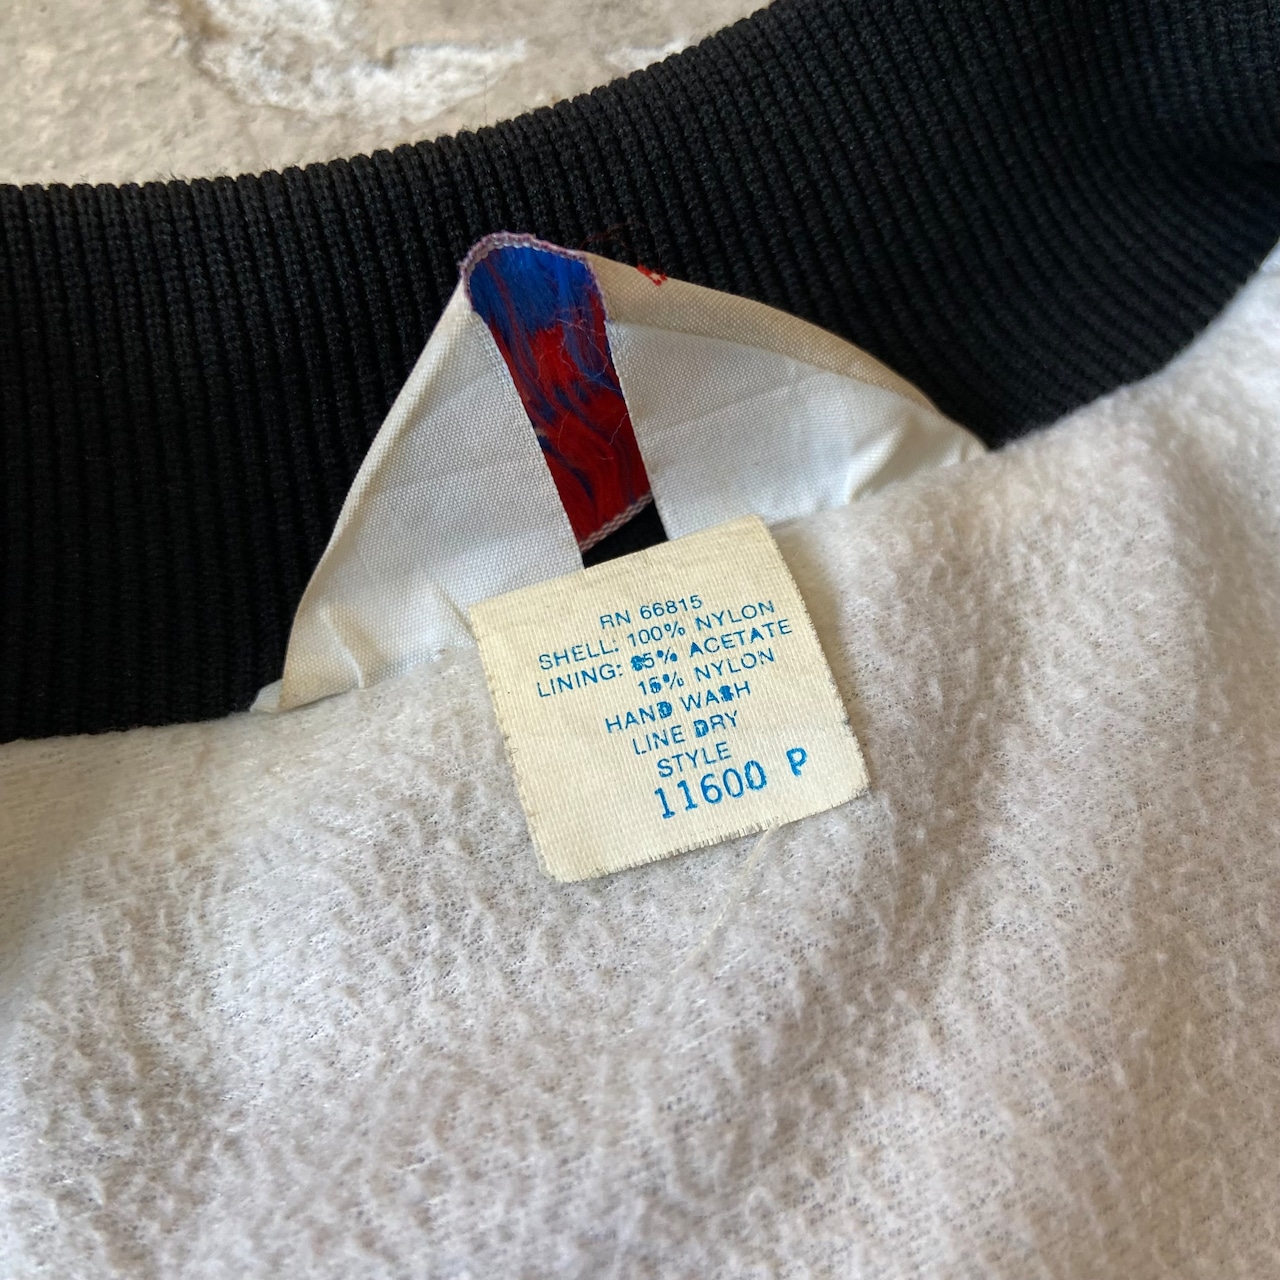 RN 66815
SHELL: 100% NYLON
LINING: 85% ACETATE
15% NYLON
HAND WASH
LINE DRY
STYLE
11600 P